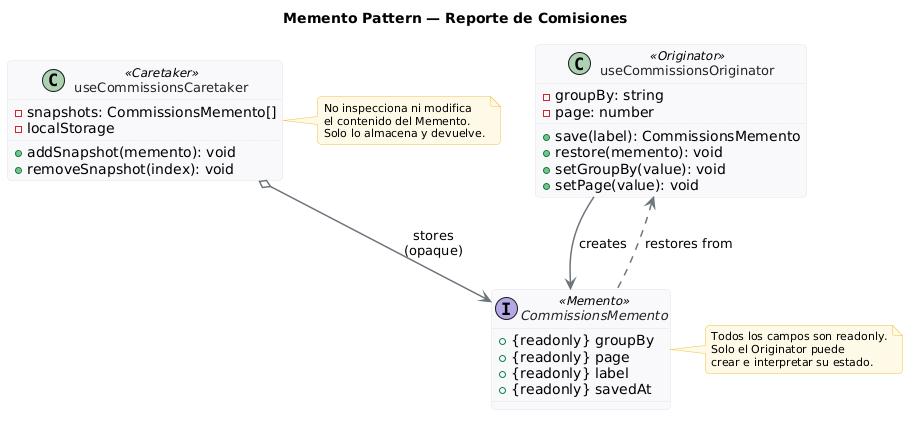 Memento Pattern — Reporte de Comisiones
C
«Caretaker»
useCommissionsCaretaker
snapshots: CommissionsMemento[]
localStorage
addSnapshot(memento): void
removeSnapshot(index): void
No inspecciona ni modifica
el contenido del Memento.
Solo lo almacena y devuelve.
C
«Originator»
useCommissionsOriginator
groupBy: string
page: number
save(label): CommissionsMemento
restore(memento): void
setGroupBy(value): void
setPage(value): void
stores
(opaque)
creates
restores from
I
«Memento»
CommissionsMemento
{readonly} groupBy
{readonly} page
{readonly} label
{readonly} savedAt
Todos los campos son readonly.
Solo el Originator puede
crear e interpretar su estado.